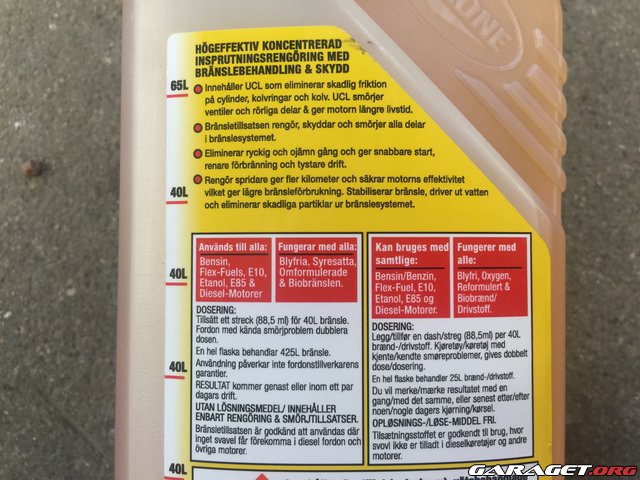 HÖGEFFEKTIV KONCENTRERAD
INSPRUTNINGSRENGÖRING MED
BRÄNSLEBEHANDLING & SKYDD
65L
Innehåller UCL som eliminerar skadlig friktion
på cylinder, kolvringar och kolv. UCL smörjer
ventiler och rörliga delar & ger motorn längre livstid.
Bränsletillsatsen rengör, skyddar och smörjer alla delar
i bränslesystemet.
Eliminerar ryckig och ojämn gång och ger snabbare start,
renare förbränning och tystare drift.
40L
Rengör spridare ger fler kilometer och säkrar motorns effektivitet
vilket ger lägre bränsleförbrukning. Stabiliserar bränsle, driver ut vatten
och eliminerar skadliga partiklar ur bränslesystemet.
40L
Används till alla:
Bensin,
Flex-Fuels, E10,
Etanol, E85 &
Diesel-Motorer
Fungerar med alla:
Blyfria, Syresatta,
Omformulerade
& Biobränslen.
DOSERING:
Tillsätt ett streck (88,5 ml) för 40L bränsle.
Fordon med kända smörjproblem dubblera
dosen.
En hel flaska behandlar 425L bränsle.
40L
Användning påverkar inte fordonstillverkarens
garantier.
RESULTAT kommer genast eller inom ett par
dagars drift.
UTAN LÖSNINGSMEDEL/ INNEHÅLLER
ENBART RENGÖRING & SMÖRJTILLSATSER.
Bränsletillsatsen är godkänd att användas där
inget svavel får förekomma i diesel fordon och
övriga motorer.
40L
Kan bruges med
samtlige:
Bensin/Benzin,
Flex-Fuel, E10,
Etanol, E85 og
Diesel-Motorer.
Fungerer med
alle:
Blyfri, Oxygen,
Reformulert &
Biobrænd/
Drivstoff.
DOSERING:
Legg/tilfør en dash/streg (88,5ml) per 40L
brænd-/drivstoff. Kjøretøy/køretøj med
kjente/kendte smøreproblemer, gives dobbelt
dose/dosering.
En hel flaske behandler 25L brænd-/drivstoff.
Du vil merke/mærke resultatet med en
gang/med det samme, eller senest etter/efter
noen/nogle dagers kjørning/kørsel.
OPLØSNINGS-/LØSE-MIDDEL FRI.
Tilsætningsstoffet er godkendt til brug, hvor
svovl ikke er tilladt i dieselkøretøjer og andre
motorer.
GARAGET.ORG